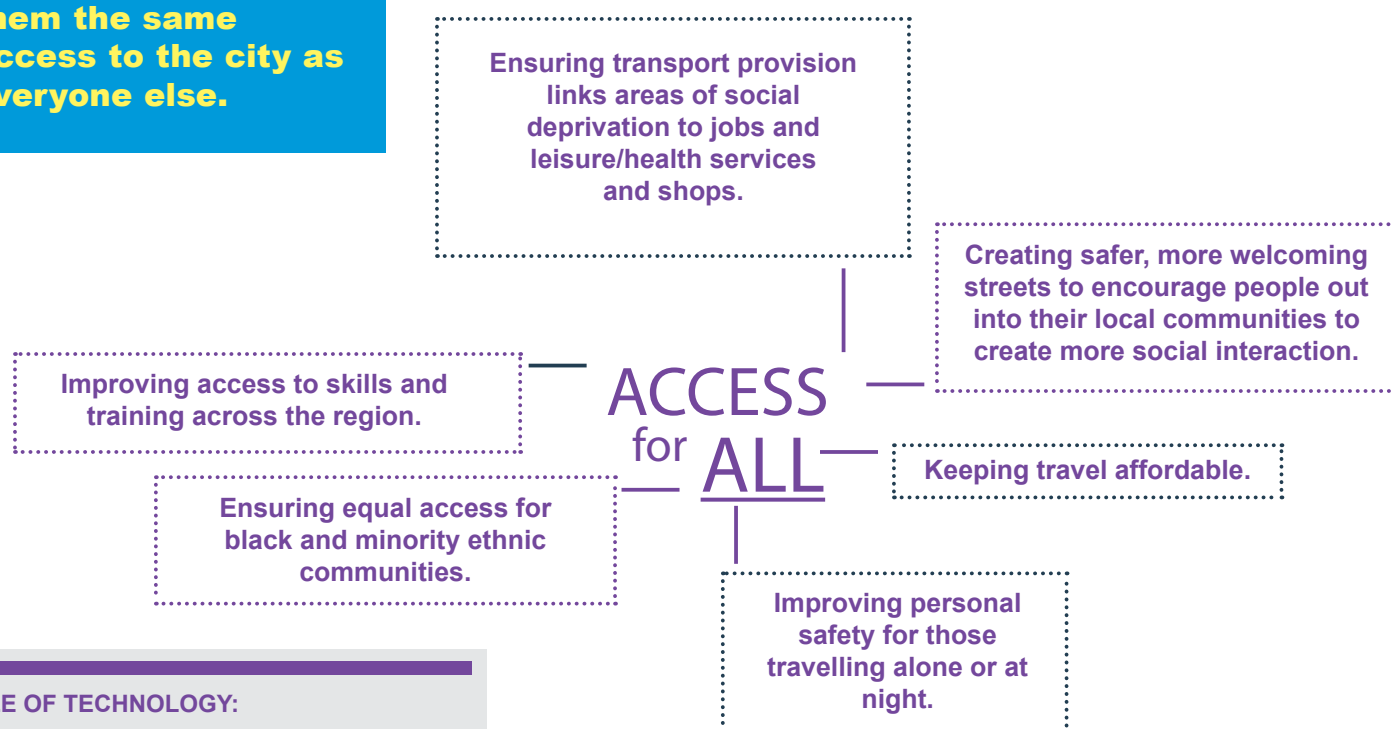 the same
to the city as
else.
Ensuring transport provision
links areas of social
deprivation to jobs and
leisure/health services
and shops.
Creating safer, more welcoming
streets to encourage people out
into their local communities to
create more social interaction.
Improving access to skills and
training across the region.
ACCESS
for ALL
Keeping travel affordable.
Ensuring equal access for
black and minority ethnic
communities.
Improving personal
safety for those
travelling alone or at
night.
OF TECHNOLOGY: